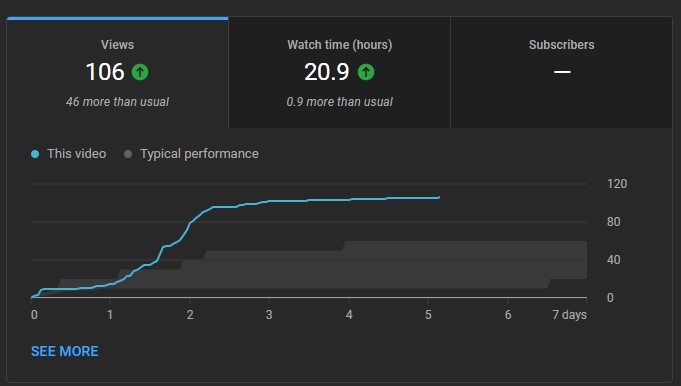 Views
106
46 more than usual
Watch time (hours)
20.9
0.9 more than usual
Subscribers
—
This video
Typical performance
120
80
40
0
0 1 2 3 4 5 6 7 days
SEE MORE